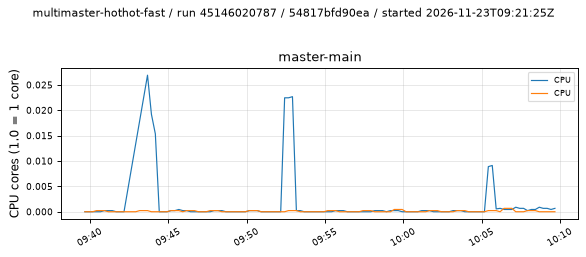 multimaster-hothot-fast / run 45146020787 / 54817bfd90ea / started 2026-11-23T09:21:25Z
master-main
CPU cores (1.0 = 1 core)
0.025
0.020
0.015
0.010
0.005
0.000
CPU
CPU
09:40
09:45
09:50
09:55
10:00
10:05
10:10